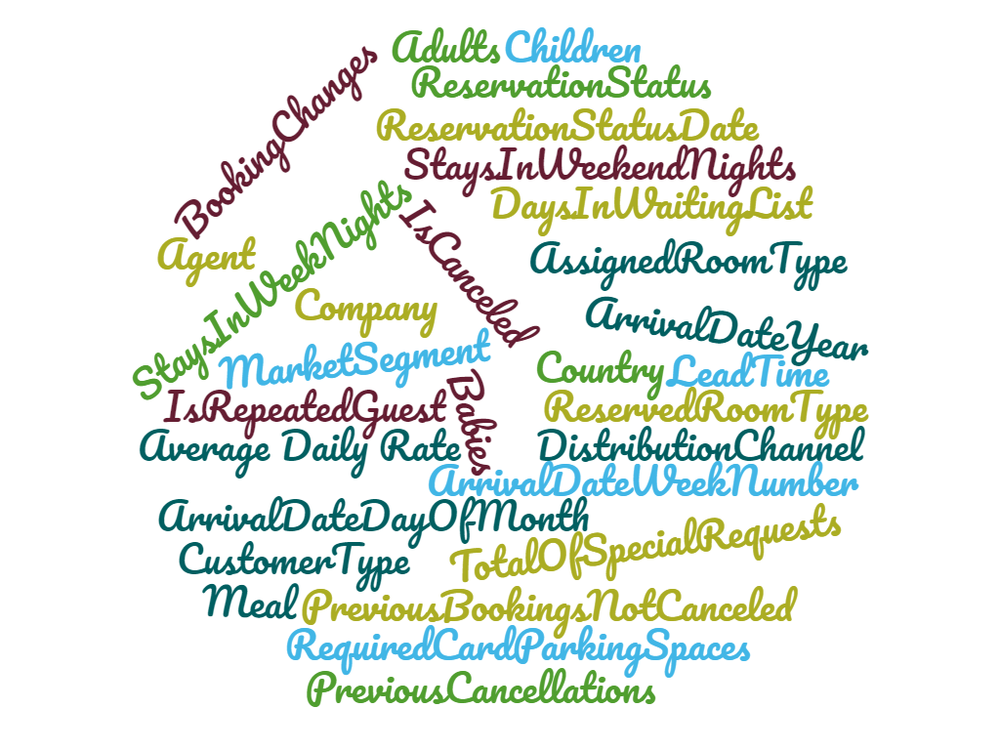 Adults
Children
BookingChanges
ReservationStatus
ReservationStatusDate
StaysInWeekendNights
DaysInWaitingList
StaysInWeekNights
IsCanceled
Agent
AssignedRoomType
Company
ArrivalDateYear
MarketSegment
Country
LeadTime
IsRepeatedGuest
Babies
ReservedRoomType
Average Daily Rate
DistributionChannel
ArrivalDateWeekNumber
ArrivalDateDayOfMonth
TotalOfSpecialRequests
CustomerType
Meal
PreviousBookingsNotCanceled
RequiredCardParkingSpaces
PreviousCancellations